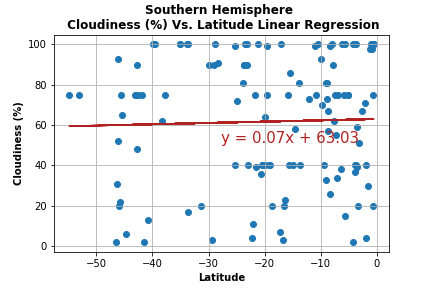 Southern Hemisphere
Cloudiness (%) Vs. Latitude Linear Regression
100
80
60
40
20
0
Cloudiness (%)
y = 0.07x + 63.03
−50
−40
−30
−20
−10
0
Latitude